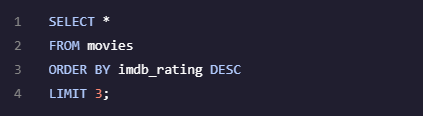 1 SELECT *
2 FROM movies
3 ORDER BY imdb_rating DESC
4 LIMIT 3;